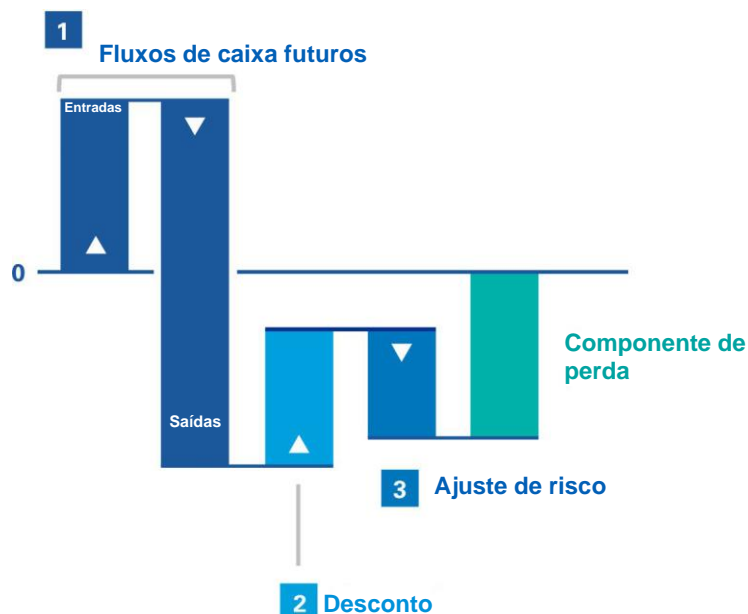 1
Fluxos de caixa futuros
Entradas
0
Componente de
perda
Saídas
3 Ajuste de risco
2 Desconto